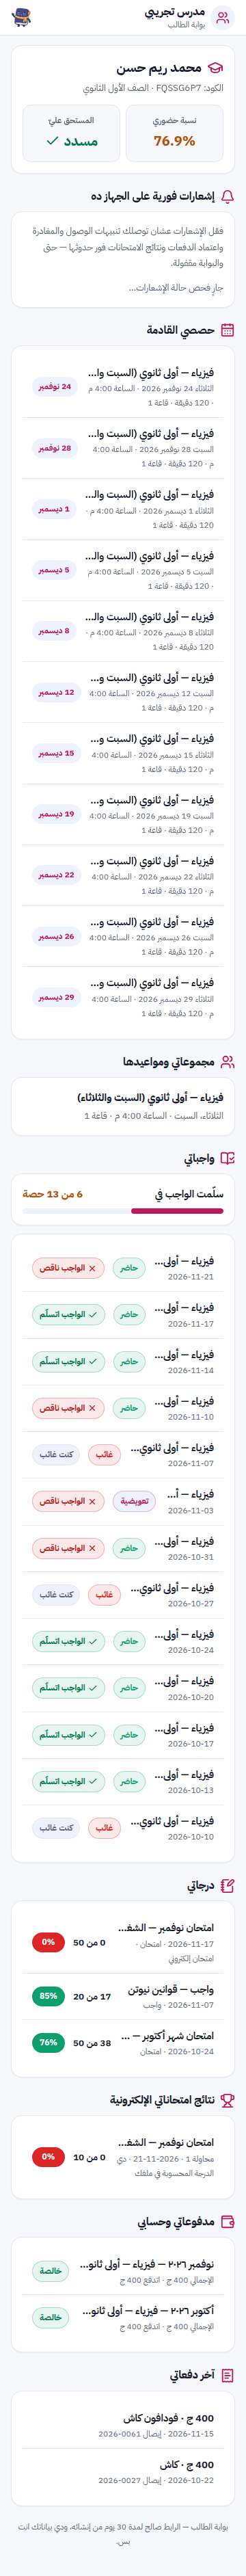 مدرس تجريبي
بوابة الطالب
محمد ريم حسن
الكود: FQSSG6P7 · الصف الأول الثانوي
نسبة حضوري
76.9%
المستحق عليّ
مسدد
إشعارات فورية على الجهاز ده
فعّل الإشعارات عشان توصلك تنبيهات الوصول والمغادرة
واعتماد الدفعات ونتائج الامتحانات فور حدوثها — حتى
والبوابة مقفولة.
جارٍ فحص حالة الإشعارات...
حصصي القادمة
فيزياء — أولى ثانوي (السبت وا...
الثلاثاء 24 نوفمبر 2026 · الساعة 4:00 م
· 120 دقيقة · قاعة 1
24 نوفمبر
فيزياء — أولى ثانوي (السبت و...
السبت 28 نوفمبر 2026 · الساعة 4:00
م · 120 دقيقة · قاعة 1
28 نوفمبر
فيزياء — أولى ثانوي (السبت والـ...
الثلاثاء 1 ديسمبر 2026 · الساعة 4:00 م ·
120 دقيقة · قاعة 1
1 ديسمبر
فيزياء — أولى ثانوي (السبت والـ...
السبت 5 ديسمبر 2026 · الساعة 4:00 م
· 120 دقيقة · قاعة 1
5 ديسمبر
فيزياء — أولى ثانوي (السبت والـ...
الثلاثاء 8 ديسمبر 2026 · الساعة 4:00 م ·
120 دقيقة · قاعة 1
8 ديسمبر
فيزياء — أولى ثانوي (السبت و...
السبت 12 ديسمبر 2026 · الساعة 4:00
م · 120 دقيقة · قاعة 1
12 ديسمبر
فيزياء — أولى ثانوي (السبت و...
الثلاثاء 15 ديسمبر 2026 · الساعة 4:00
م · 120 دقيقة · قاعة 1
15 ديسمبر
فيزياء — أولى ثانوي (السبت و...
السبت 19 ديسمبر 2026 · الساعة 4:00
م · 120 دقيقة · قاعة 1
19 ديسمبر
فيزياء — أولى ثانوي (السبت و...
الثلاثاء 22 ديسمبر 2026 · الساعة 4:00
م · 120 دقيقة · قاعة 1
22 ديسمبر
فيزياء — أولى ثانوي (السبت و...
السبت 26 ديسمبر 2026 · الساعة 4:00
م · 120 دقيقة · قاعة 1
26 ديسمبر
فيزياء — أولى ثانوي (السبت و...
الثلاثاء 29 ديسمبر 2026 · الساعة 4:00
م · 120 دقيقة · قاعة 1
29 ديسمبر
مجموعاتي ومواعيدها
فيزياء — أولى ثانوي (السبت والثلاثاء)
الثلاثاء، السبت · الساعة 4:00 م · قاعة 1
واجباتي
سلّمت الواجب في
6 من 13 حصة
فيزياء — أولى...
2026-11-21
حاضر
الواجب ناقص
فيزياء — أولى...
2026-11-17
حاضر
الواجب اتسلّم
فيزياء — أولى...
2026-11-14
حاضر
الواجب اتسلّم
فيزياء — أولى...
2026-11-10
حاضر
الواجب ناقص
فيزياء — أولى ثانوي...
2026-11-07
غائب
كنت غائب
فيزياء — أ...
2026-11-03
تعويضية
الواجب ناقص
فيزياء — أولى...
2026-10-31
حاضر
الواجب ناقص
فيزياء — أولى ثانوي...
2026-10-27
غائب
كنت غائب
فيزياء — أولى...
2026-10-24
حاضر
الواجب اتسلّم
فيزياء — أولى...
2026-10-20
حاضر
الواجب اتسلّم
فيزياء — أولى...
2026-10-17
حاضر
الواجب اتسلّم
فيزياء — أولى...
2026-10-13
حاضر
الواجب اتسلّم
فيزياء — أولى ثانوي...
2026-10-10
غائب
كنت غائب
درجاتي
امتحان نوفمبر — الشغ...
2026-11-17 · امتحان ·
امتحان إلكتروني
0 من 50
0%
واجب — قوانين نيوتن
2026-11-07 · واجب
17 من 20
85%
امتحان شهر أكتوبر — ...
2026-10-24 · امتحان
38 من 50
76%
نتائج امتحاناتي الإلكترونية
امتحان نوفمبر — الشغ...
محاولة 1 · 2026-11-21 · دي
الدرجة المحسوبة في ملفك
0 من 10
0%
مدفوعاتي وحسابي
نوفمبر ٢٠٢٦ — فيزياء — أولى ثانو...
الإجمالي 400 ج · اتدفع 400 ج
خالصة
أكتوبر ٢٠٢٦ — فيزياء — أولى ثانو...
الإجمالي 400 ج · اتدفع 400 ج
خالصة
آخر دفعاتي
400 ج · فودافون كاش
2026-11-15 · إيصال 0061-2026
400 ج · كاش
2026-10-22 · إيصال 0027-2026
بوابة الطالب — الرابط صالح لمدة 30 يوم من إنشائه، ودي بياناتك انت
بس.